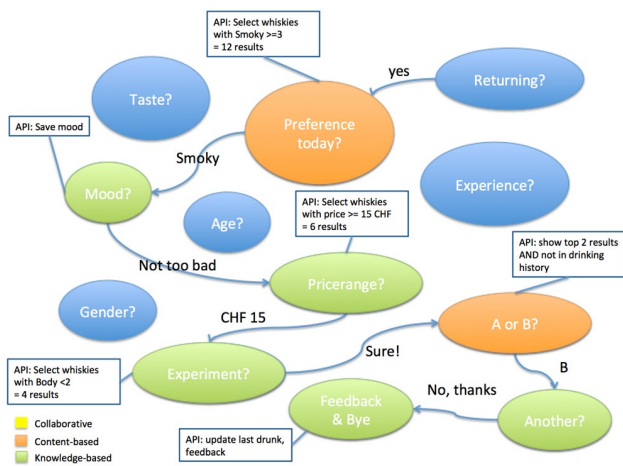 API: Select whiskies
with Smoky >=3
= 12 results
yes
Returning?
Taste?
Preference
today?
API: Save mood
Smoky
Mood?
Experience?
API: Select whiskies
with price >= 15 CHF
= 6 results
Age?
API: show top 2 results
AND not in drinking
history
Not too bad
Pricerange?
Gender?
CHF 15
A or B?
Sure!
API: Select whiskies
with Body <2
= 4 results
Experiment?
B
No, thanks
Feedback
& Bye
Another?
API: update last drunk,
feedback
Collaborative
Content-based
Knowledge-based